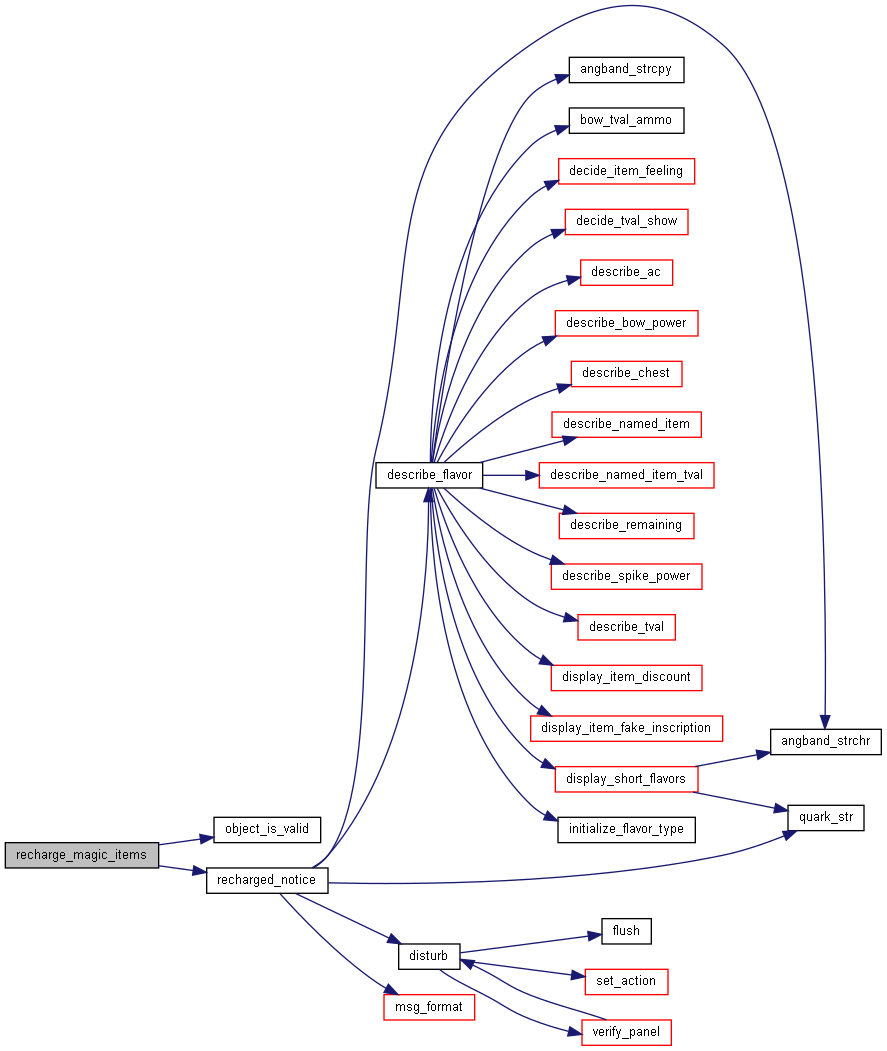 angband_strcpy
bow_tval_ammo
decide_item_feeling
decide_tval_show
describe_ac
describe_bow_power
describe_chest
describe_named_item
describe_flavor
describe_named_item_tval
describe_remaining
describe_spike_power
describe_tval
display_item_discount
display_item_fake_inscription
angband_strchr
display_short_flavors
quark_str
object_is_valid
initialize_flavor_type
recharge_magic_items
recharged_notice
flush
disturb
set_action
msg_format
verify_panel